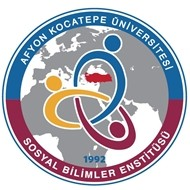 AFYON KOCATEPE ÜNİVERSİTESİ
1992
SOSYAL BİLİMLER ENSTİTÜSÜ